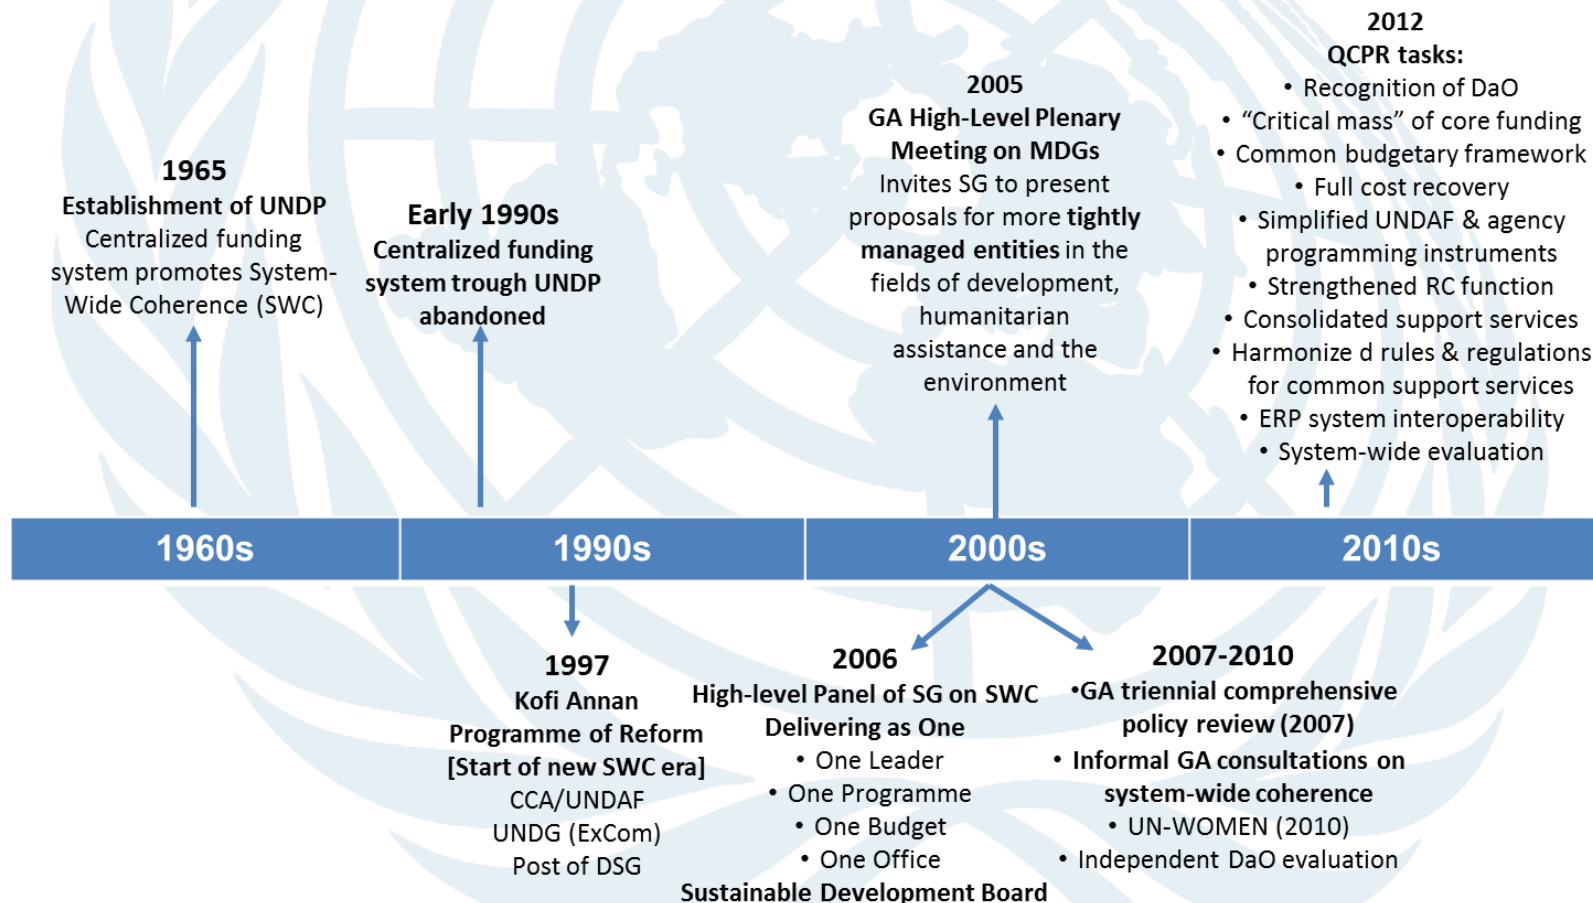 1965
Establishment of UNDP
Centralized funding
system promotes System-
Wide Coherence (SWC)
Early 1990s
Centralized funding
system trough UNDP
abandoned
2005
GA High-Level Plenary
Meeting on MDGs
Invites SG to present
proposals for more tightly
managed entities in the
fields of development,
humanitarian
assistance and the
environment
2012
QCPR tasks:
• Recognition of DaO
• “Critical mass” of core funding
• Common budgetary framework
• Full cost recovery
• Simplified UNDAF & agency
programming instruments
• Strengthened RC function
• Consolidated support services
• Harmonize d rules & regulations
for common support services
• ERP system interoperability
• System-wide evaluation
1960s
1990s
2000s
2010s
1997
Kofi Annan
Programme of Reform
[Start of new SWC era]
CCA/UNDAF
UNDG (ExCom)
Post of DSG
2006
High-level Panel of SG on SWC
Delivering as One
• One Leader
• One Programme
• One Budget
• One Office
Sustainable Development Board
2007-2010
•GA triennial comprehensive
policy review (2007)
• Informal GA consultations on
system-wide coherence
• UN-WOMEN (2010)
• Independent DaO evaluation